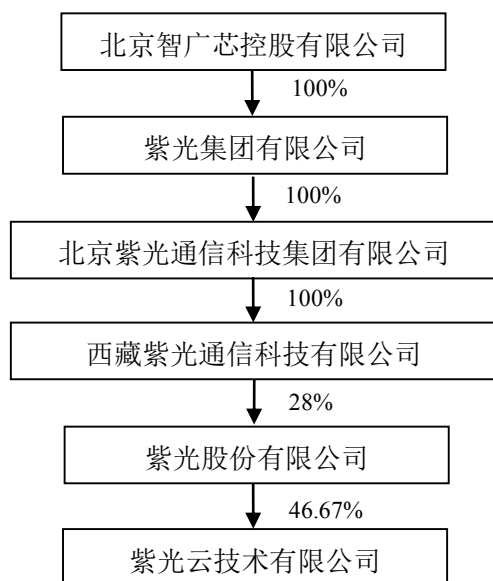 北京智广芯控股有限公司
100%
紫光集团有限公司
100%
北京紫光通信科技集团有限公司
100%
西藏紫光通信科技有限公司
28%
紫光股份有限公司
46.67%
紫光云技术有限公司